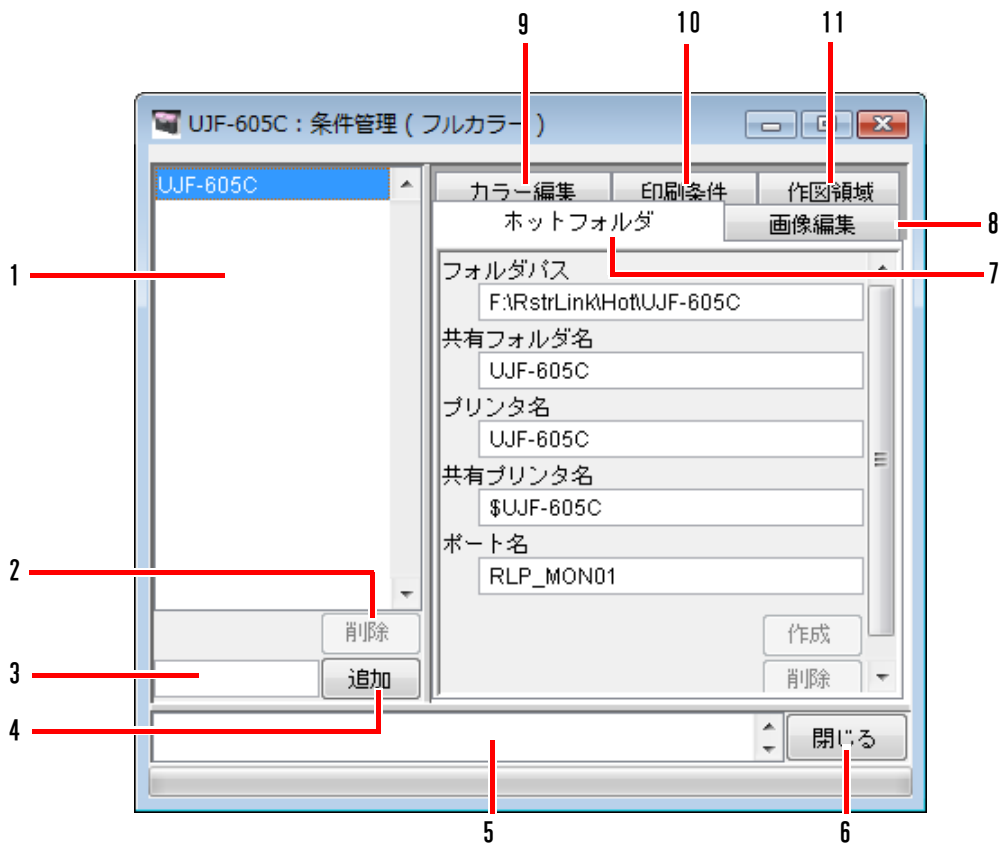 9
10
11
UJF-605C：条件管理 ( フルカラー )
UJF-605C
カラー編集
印刷条件
作図領域
ホットフォルダ
画像編集
8
7
1
フォルダパス
F:\RstrLink\Hot\UJF-605C
共有フォルダ名
UJF-605C
プリンタ名
UJF-605C
共有プリンタ名
$UJF-605C
ポート名
RLP_MON01
2
削除
作成
3
追加
削除
4
閉じる
5
6